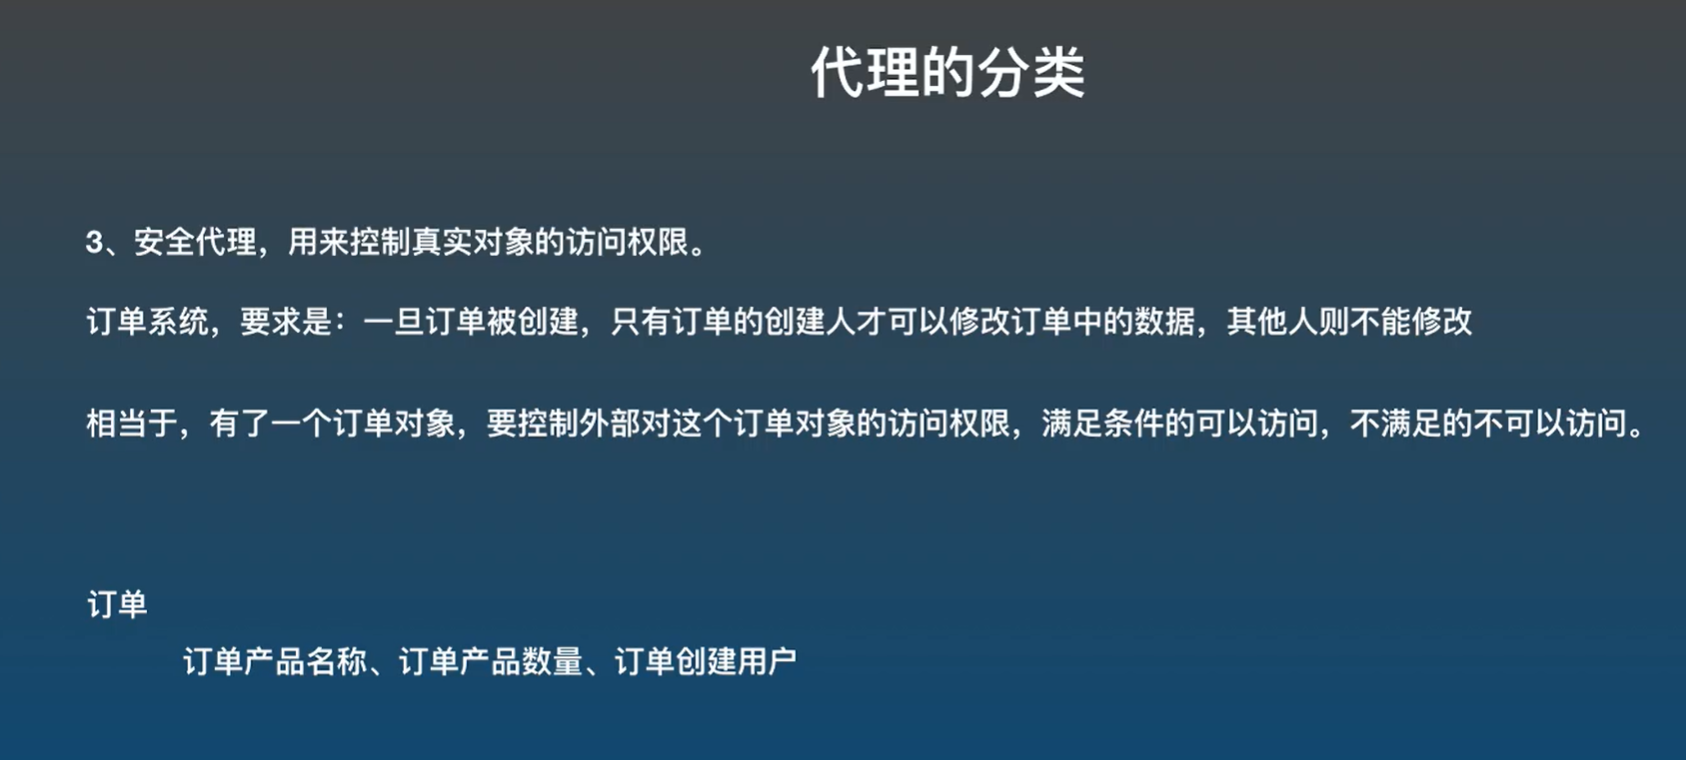 代理的分类
3、安全代理，用来控制真实对象的访问权限。
订单系统，要求是：一旦订单被创建，只有订单的创建人才可以修改订单中的数据，其他人则不能修改
相当于，有了一个订单对象，要控制外部对这个订单对象的访问权限，满足条件的可以访问，不满足的不可以访问。
订单
订单产品名称、订单产品数量、订单创建用户